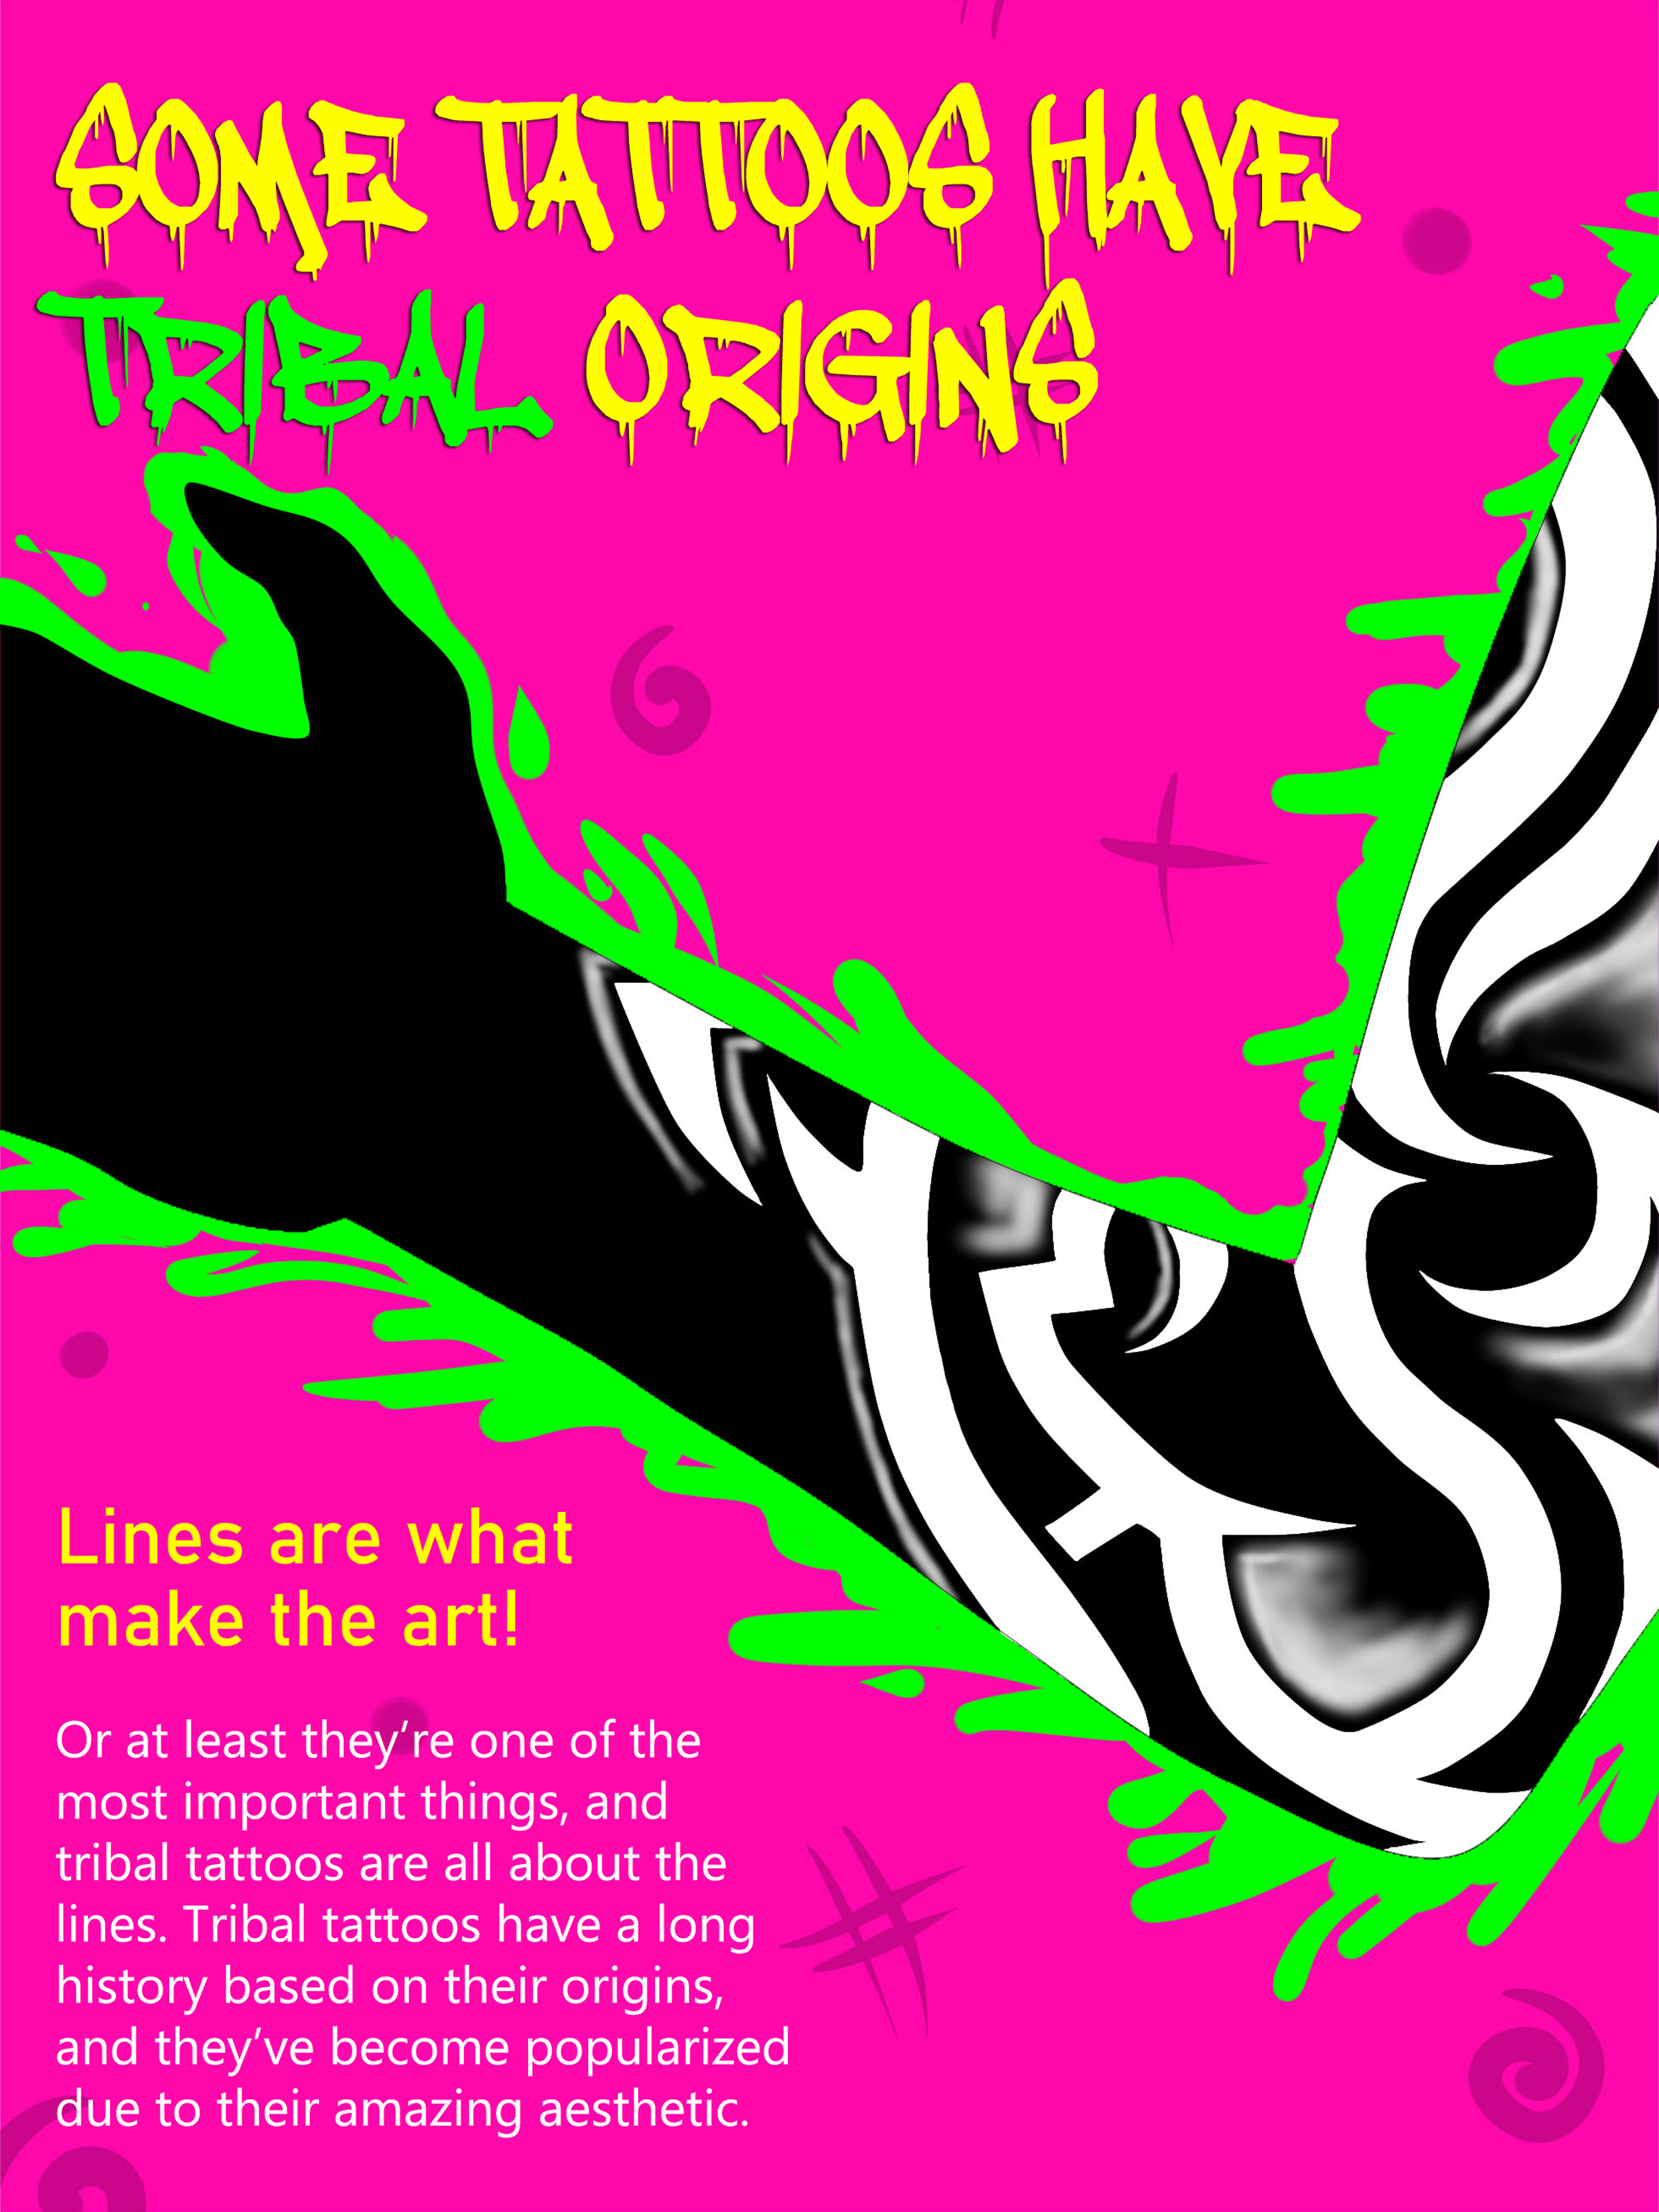 SOME TATTOOS HAVE
TRIBAL ORIGINS
Lines are what
make the art!
Or at least they’re one of the
most important things, and
tribal tattoos are all about the
lines. Tribal tattoos have a long
history based on their origins,
and they’ve become popularized
due to their amazing aesthetic.